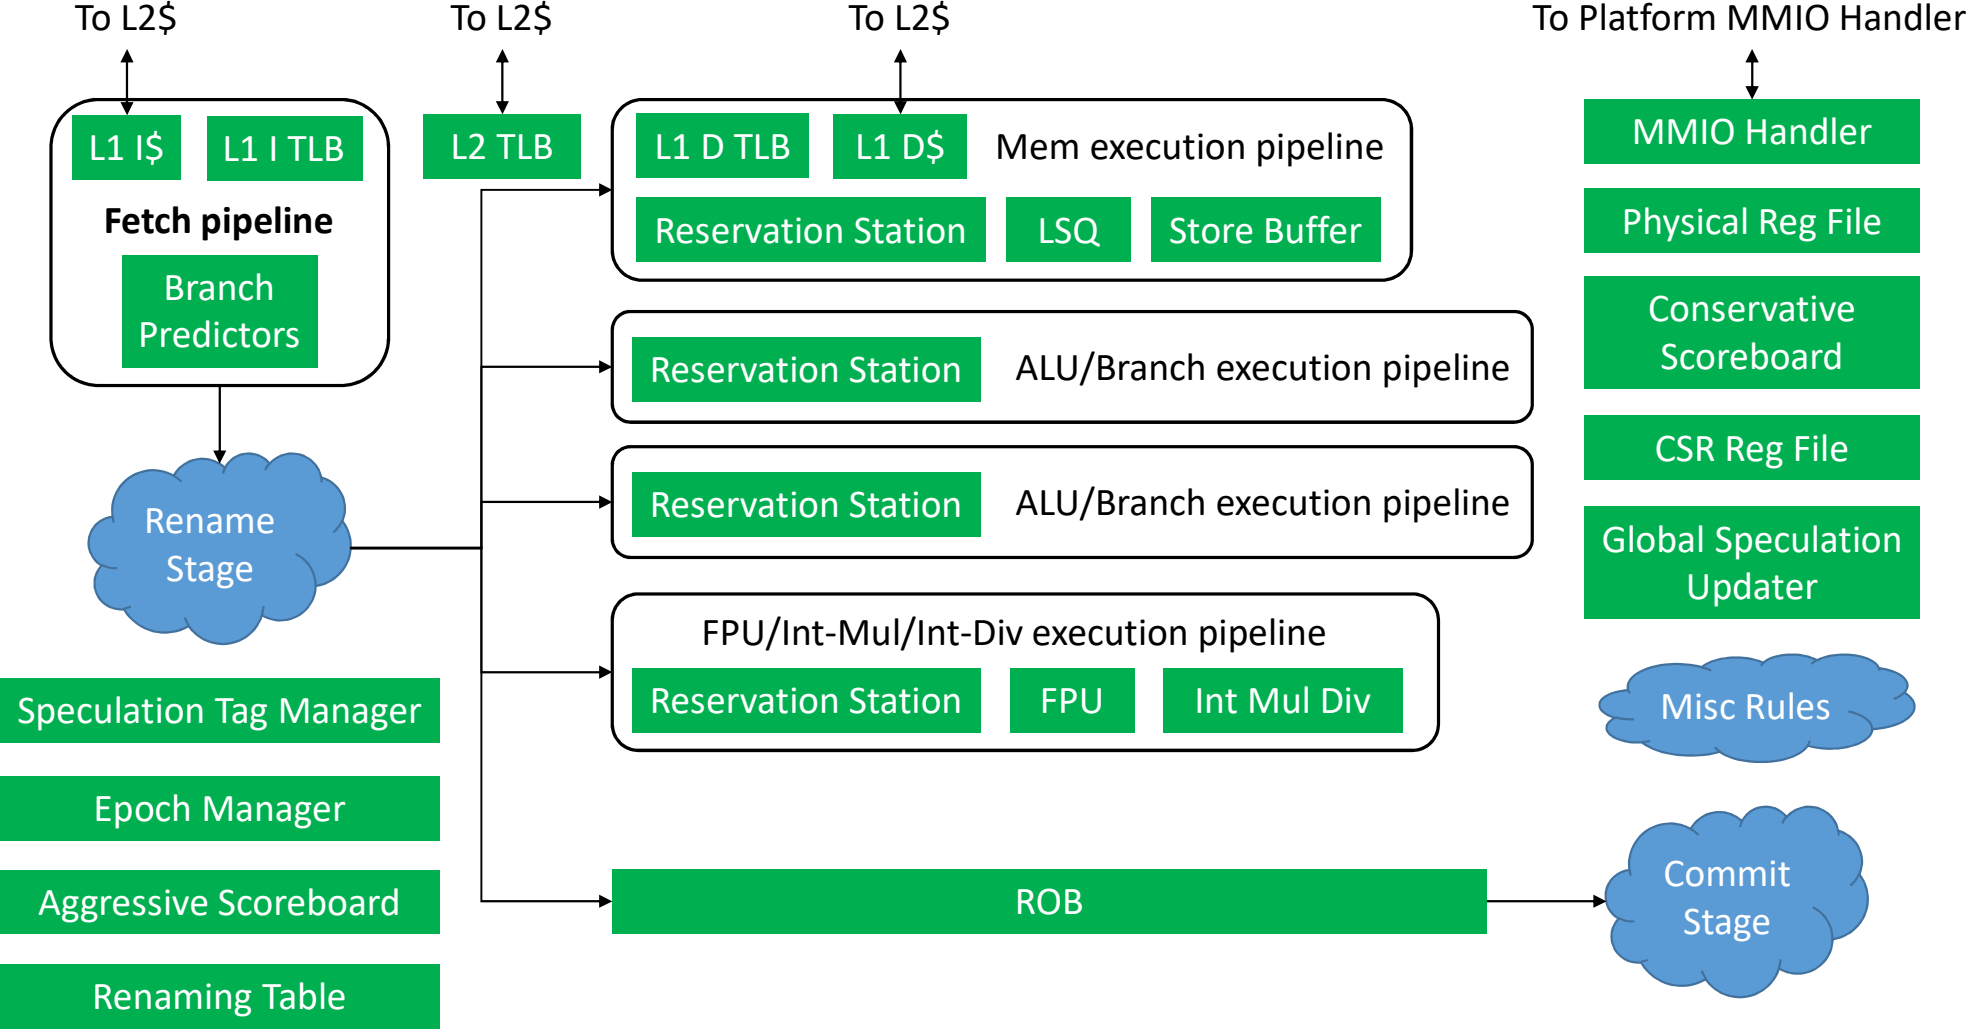 To L2$
To L2$
To L2$
To Platform MMIO Handler
L1 I$
L1 I TLB
Fetch pipeline
Branch
Predictors
L2 TLB
L1 D TLB
L1 D$
Mem execution pipeline
Reservation Station
LSQ
Store Buffer
Reservation Station
ALU/Branch execution pipeline
Reservation Station
ALU/Branch execution pipeline
FPU/Int-Mul/Int-Div execution pipeline
Reservation Station
FPU
Int Mul Div
MMIO Handler
Physical Reg File
Conservative
Scoreboard
CSR Reg File
Global Speculation
Updater
Misc Rules
Rename
Stage
Speculation Tag Manager
Epoch Manager
Aggressive Scoreboard
Renaming Table
ROB
Commit
Stage